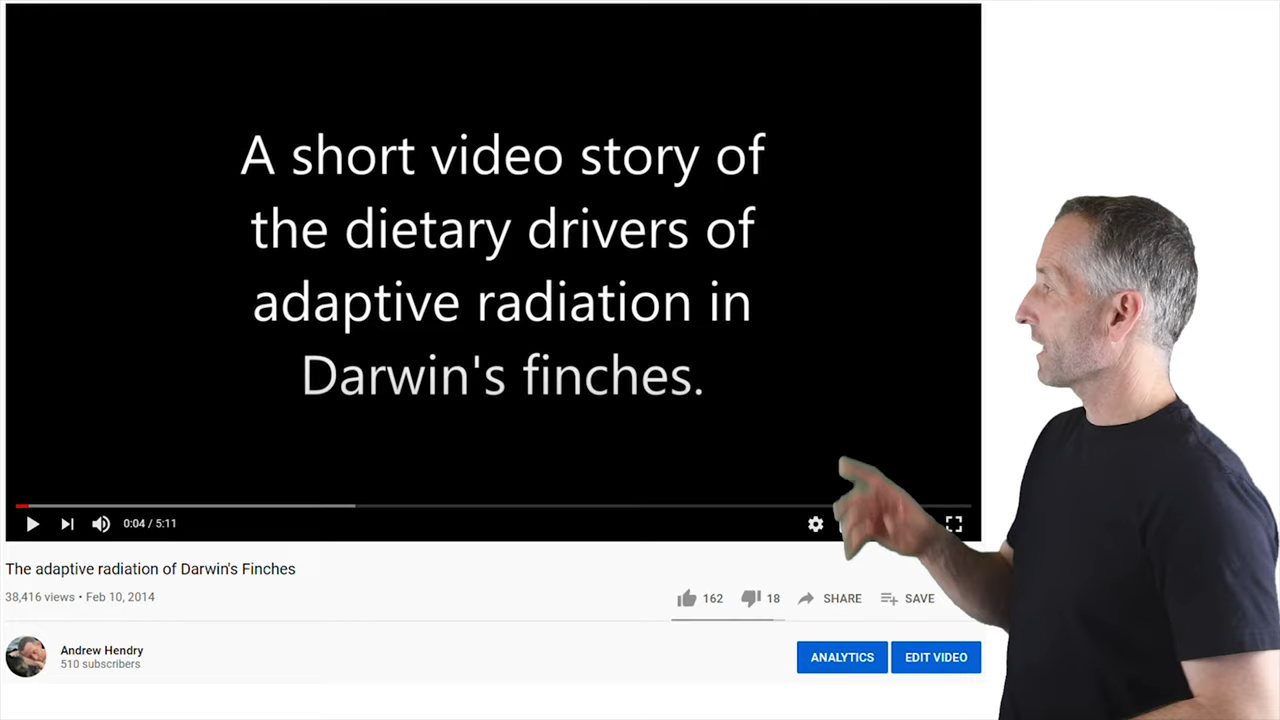 A short video story of
the dietary drivers of
adaptive radiation in
Darwin's finches.
0:04 / 5:11
The adaptive radiation of Darwin's Finches
38,416 views • Feb 10, 2014
162
18
SHARE
SAVE
Andrew Hendry
510 subscribers
ANALYTICS
EDIT VIDEO